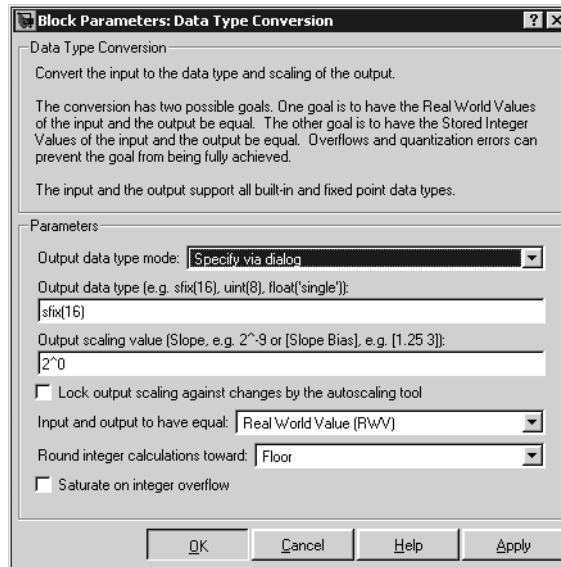 Block Parameters: Data Type Conversion
Data Type Conversion
Convert the input to the data type and scaling of the output.
The conversion has two possible goals. One goal is to have the Real World Values
of the input and the output be equal. The other goal is to have the Stored Integer
Values of the input and the output be equal. Overflows and quantization errors can
prevent the goal from being fully achieved.
The input and the output support all built-in and fixed point data types.
Parameters
Output data type mode: Specify via dialog
Output data type (e.g. sfix(16), uint(8), float('single')):
sfix(16)
Output scaling value (Slope, e.g. 2^-9 or [Slope Bias], e.g. [1.25 3]):
2^0
Lock output scaling against changes by the autoscaling tool
Input and output to have equal: Real World Value (RWV)
Round integer calculations toward: Floor
Saturate on integer overflow
OK Cancel Help Apply